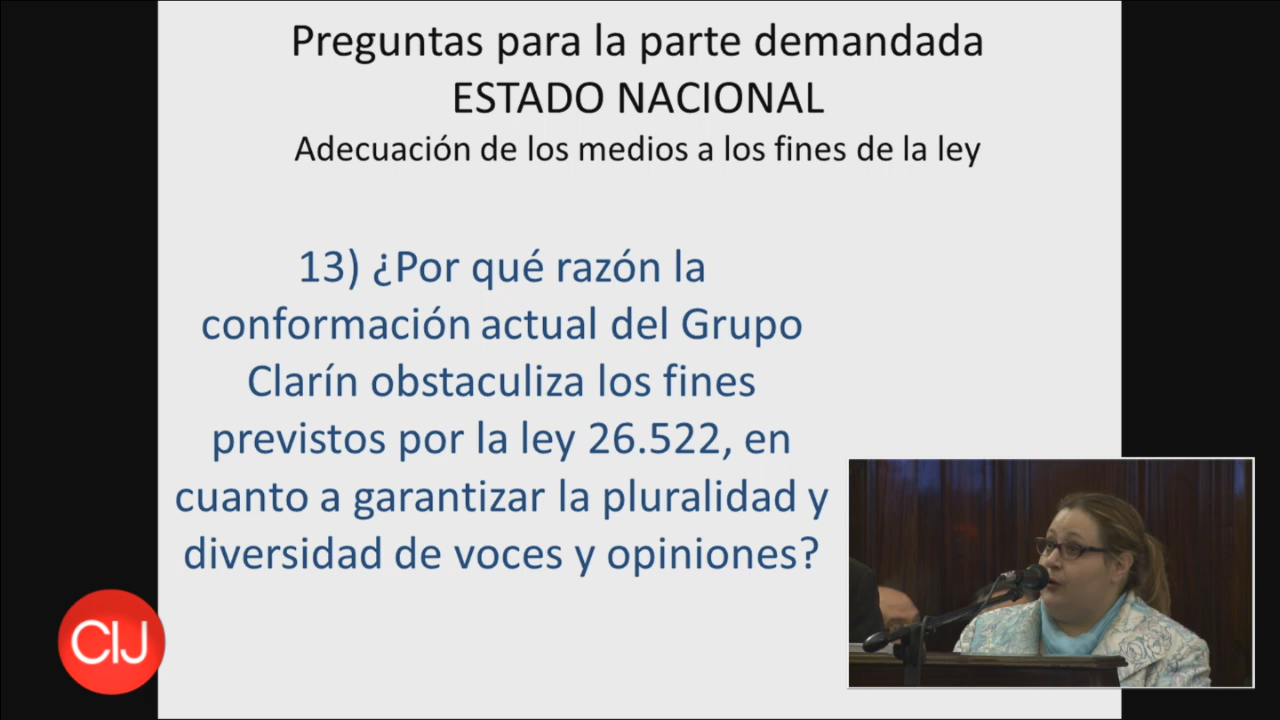 Preguntas para la parte demandada
ESTADO NACIONAL
Adecuación de los medios a los fines de la ley
13) ¿Por qué razón la
conformación actual del Grupo
Clarín obstaculiza los fines
previstos por la ley 26.522, en
cuanto a garantizar la pluralidad y
diversidad de voces y opiniones?
CIJ